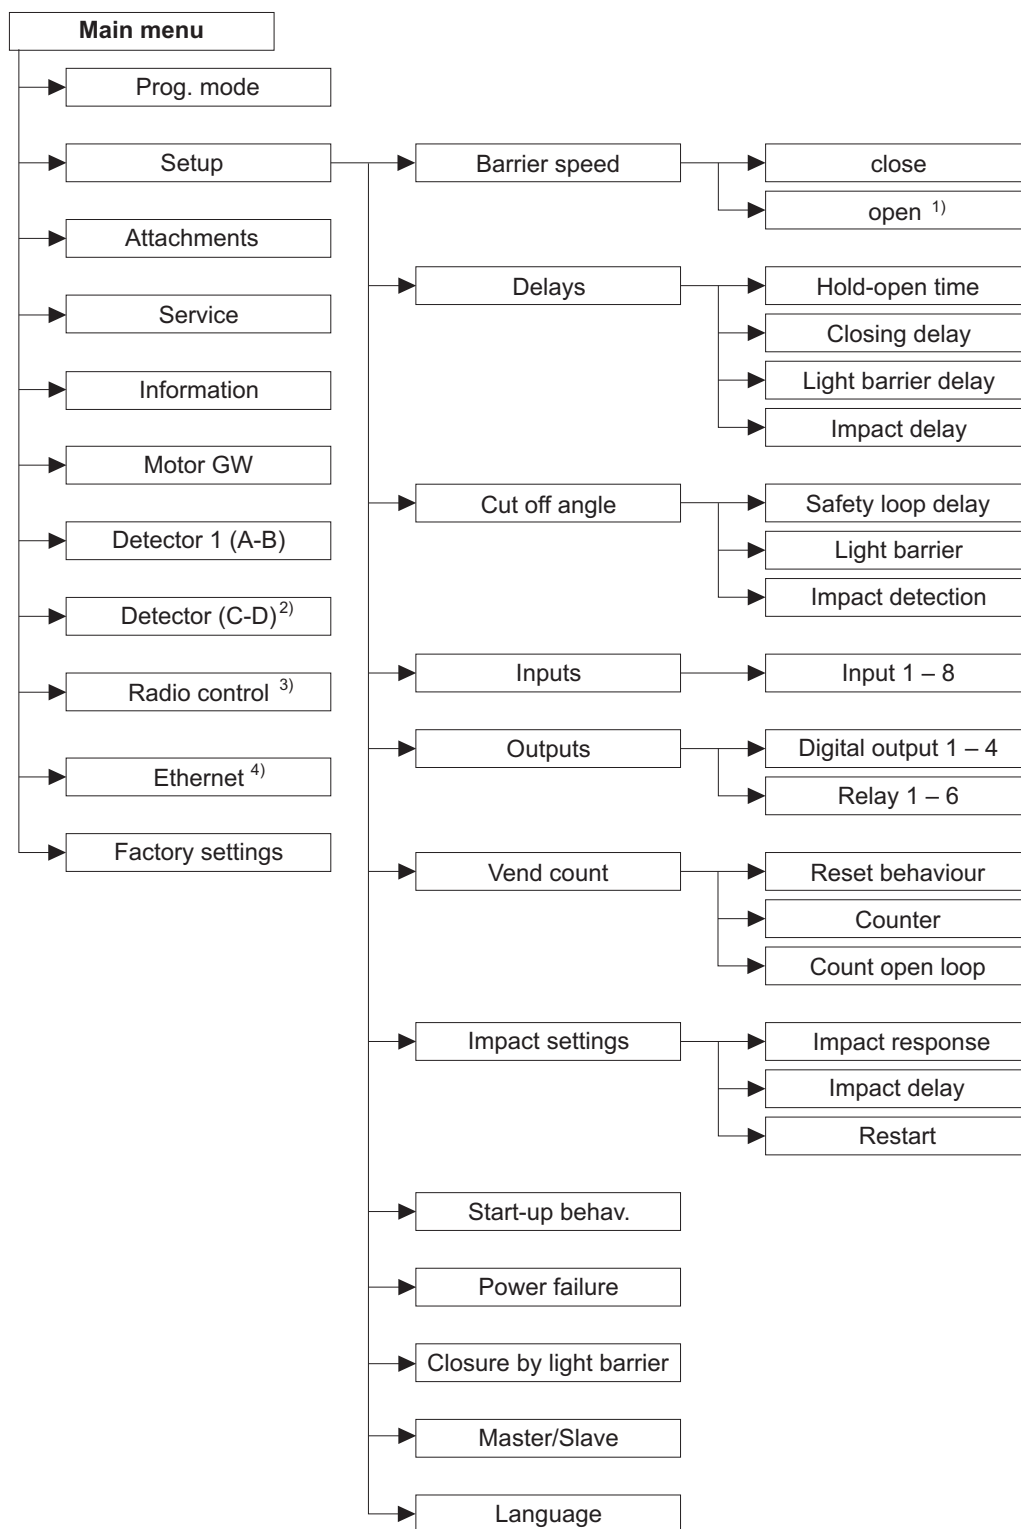 Main menu
Prog. mode
Setup
Attachments
Service
Information
Motor GW
Detector 1 (A-B)
Detector (C-D) 2)
Radio control 3)
Ethernet 4)
Factory settings
Barrier speed
Delays
Cut off angle
Inputs
Outputs
Vend count
Impact settings
Start-up behav.
Power failure
Closure by light barrier
Master/Slave
Language
close
open 1)
Hold-open time
Closing delay
Light barrier delay
Impact delay
Safety loop delay
Light barrier
Impact detection
Input 1 – 8
Digital output 1 – 4
Relay 1 – 6
Reset behaviour
Counter
Count open loop
Impact response
Impact delay
Restart